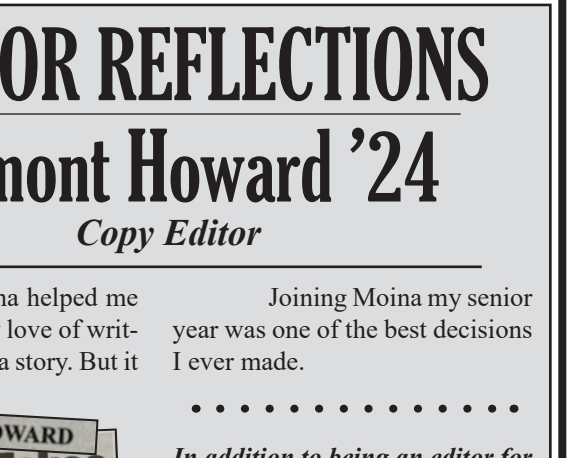 OR REFLECTIONS
mont Howard ’24
Copy Editor
na helped me
love of writ-
a story. But it
OWARD
Joining Moina my senior
year was one of the best decisions
I ever made.
In addition to being an editor for